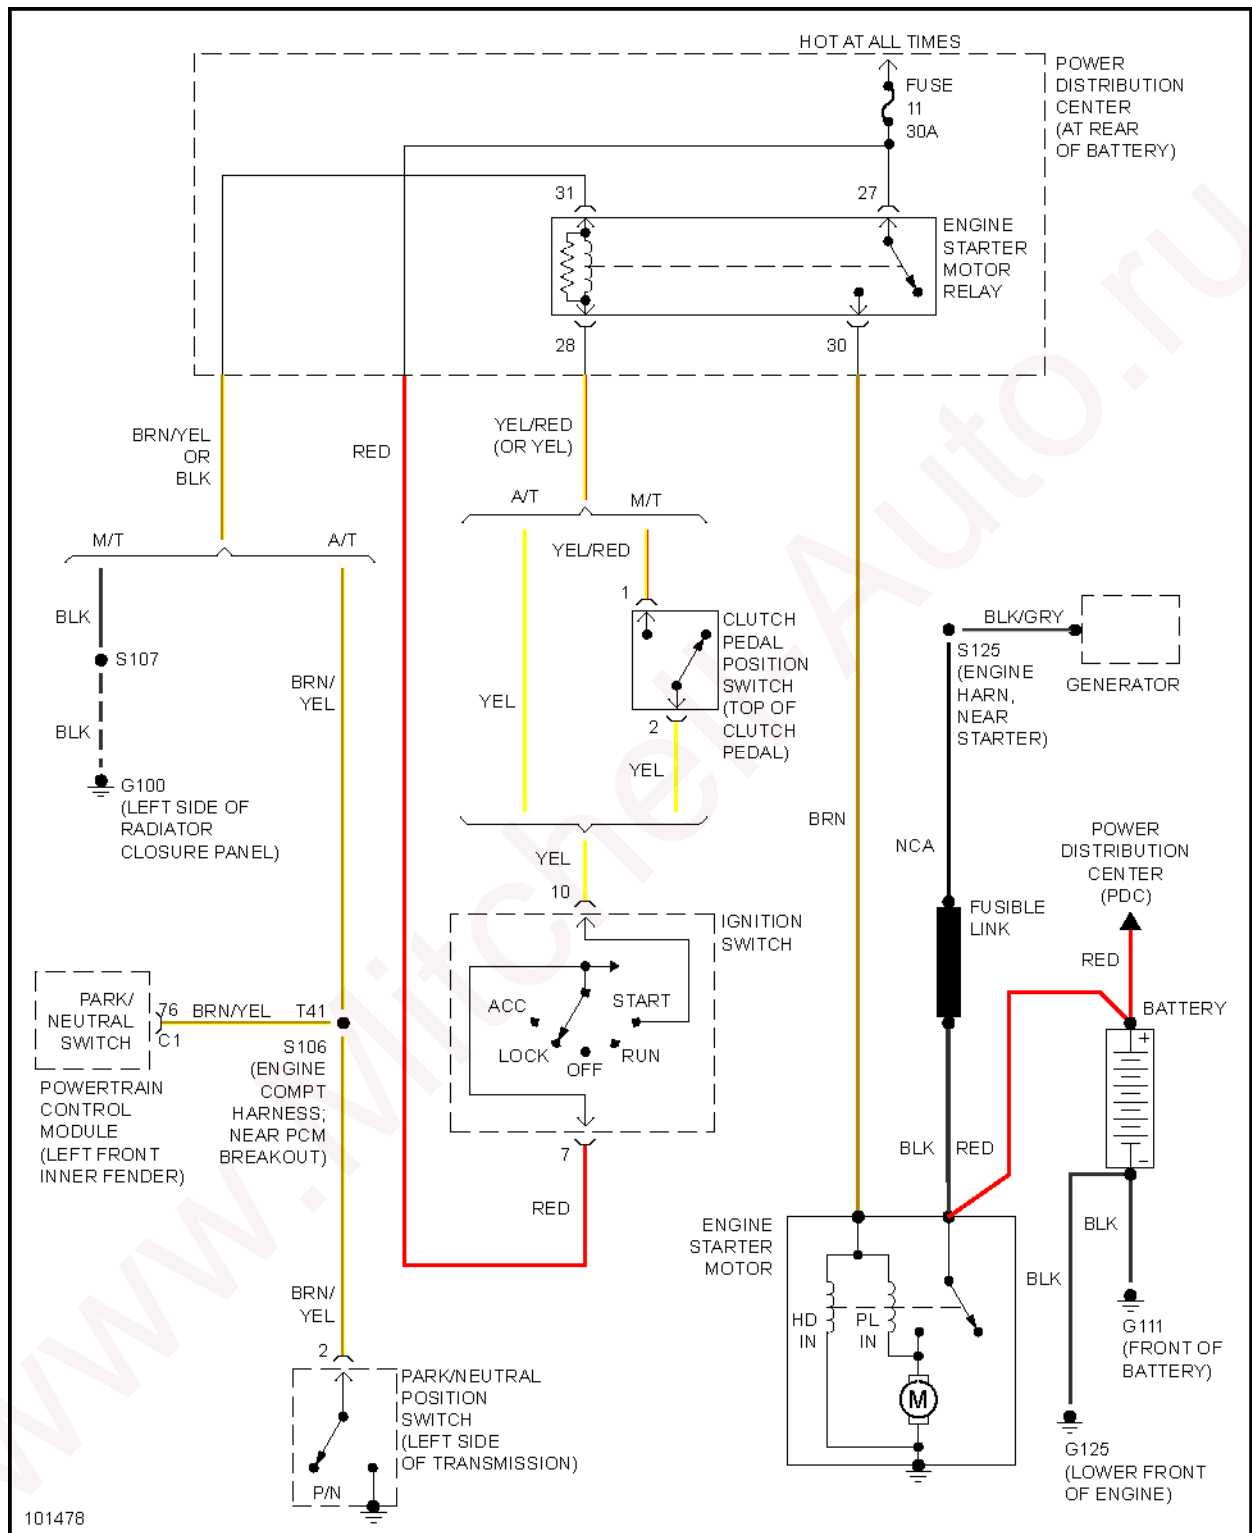 HOT AT ALL TIMES
POWER
DISTRIBUTION
CENTER
(AT REAR
OF BATTERY)
FUSE
11
30A
31
27
ENGINE
STARTER
MOTOR
RELAY
28
30
BRN/YEL
OR
BLK
RED
YEL/RED
(OR YEL)
A/T
M/T
M/T
A/T
YEL/RED
1
CLUTCH
PEDAL
POSITION
SWITCH
(TOP OF
CLUTCH
PEDAL)
2
BLK
S107
BLK
G100
(LEFT SIDE OF
RADIATOR
CLOSURE PANEL)
BRN/
YEL
YEL
YEL
YEL
10
BRN
BLK/GRY
S125
(ENGINE
HARN,
NEAR
STARTER)
GENERATOR
NCA
FUSIBLE
LINK
POWER
DISTRIBUTION
CENTER
(PDC)
RED
BATTERY
+
−
IGNITION
SWITCH
ACC
START
LOCK
OFF
RUN
7
RED
PARK/
NEUTRAL
SWITCH
76
C1
BRN/YEL
T41
S106
(ENGINE
COMPT
HARNESS;
NEAR PCM
BREAKOUT)
POWERTRAIN
CONTROL
MODULE
(LEFT FRONT
INNER FENDER)
BLK
RED
BLK
BLK
G111
(FRONT OF
BATTERY)
G125
(LOWER FRONT
OF ENGINE)
ENGINE
STARTER
MOTOR
HD
IN
PL
IN
M
BRN/
YEL
2
PARK/NEUTRAL
POSITION
SWITCH
(LEFT SIDE
OF TRANSMISSION)
P/N
101478
www.Mitchell-Auto.ru